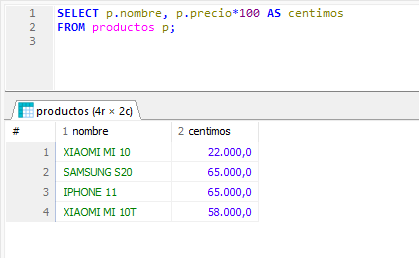 1 SELECT p.nombre, p.precio*100 AS centimos
2 FROM productos p;
3
productos (4r × 2c)
# 1 nombre 2 centimos
1 XIAOMI MI 10 22.000,0
2 SAMSUNG S20 65.000,0
3 IPHONE 11 65.000,0
4 XIAOMI MI 10T 58.000,0